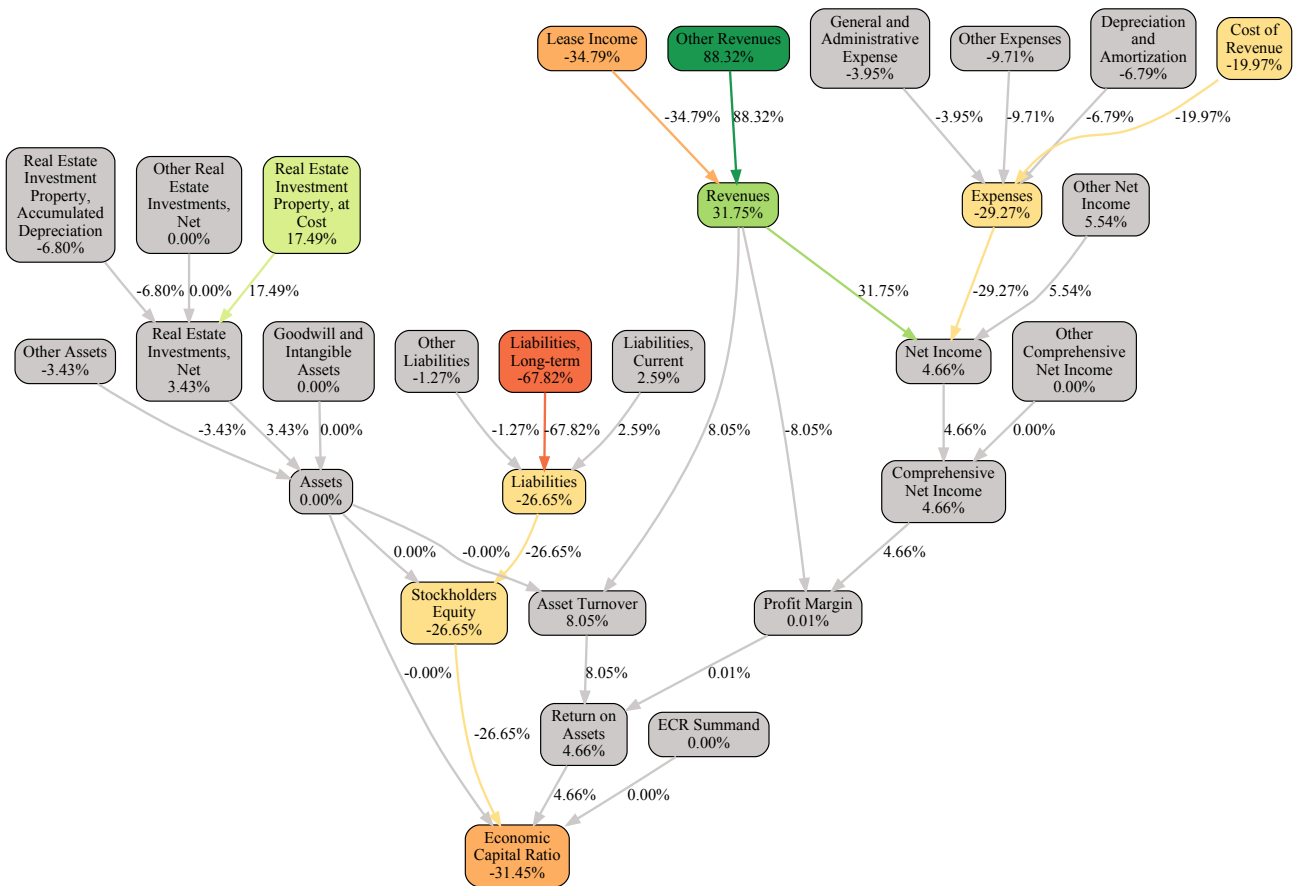 Lease Income
-34.79%
Other Revenues
88.32%
General and
Administrative
Expense
-3.95%
Other Expenses
-9.71%
Depreciation
and
Amortization
-6.79%
Cost of
Revenue
-19.97%
-34.79%
88.32%
-3.95%
-9.71%
-6.79%
-19.97%
Real Estate
Investment
Property,
Accumulated
Depreciation
-6.80%
Other Real
Estate
Investments,
Net
0.00%
Real Estate
Investment
Property, at
Cost
17.49%
Revenues
31.75%
Expenses
-29.27%
Other Net
Income
5.54%
-6.80%
0.00%
17.49%
31.75%
-29.27%
5.54%
Other Assets
-3.43%
Real Estate
Investments,
Net
3.43%
Goodwill and
Intangible
Assets
0.00%
Other
Liabilities
-1.27%
Liabilities,
Long-term
-67.82%
Liabilities,
Current
2.59%
Net Income
4.66%
Other
Comprehensive
Net Income
0.00%
-3.43%
3.43%
0.00%
-1.27%
-67.82%
2.59%
8.05%
-8.05%
4.66%
0.00%
Assets
0.00%
Liabilities
-26.65%
Comprehensive
Net Income
4.66%
0.00%
-0.00%
-26.65%
4.66%
Stockholders
Equity
-26.65%
Asset Turnover
8.05%
Profit Margin
0.01%
-0.00%
8.05%
0.01%
Return on
Assets
4.66%
ECR Summand
0.00%
-26.65%
4.66%
0.00%
Economic
Capital Ratio
-31.45%